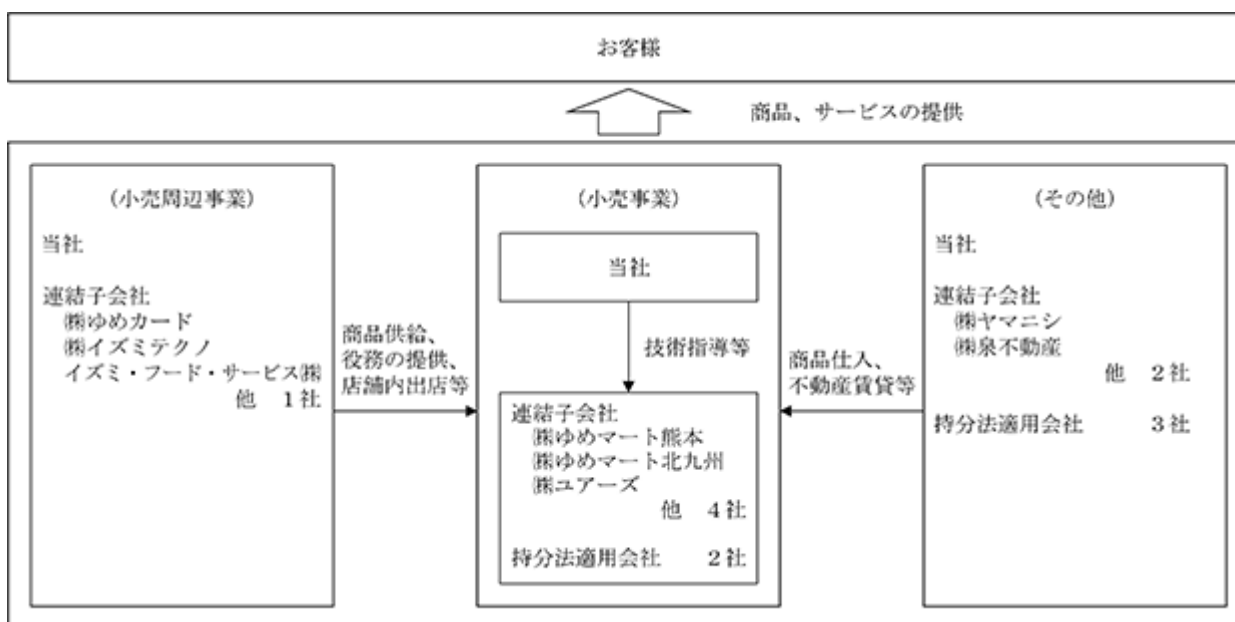 お客様
商品、サービスの提供
(小売周辺事業)
当社
連結子会社
㈱ゆめカード
㈱イズミテクノ
イズミ・フード・サービス㈱
他 1社
商品供給、
役務の提供、
店舗内出店等
(小売事業)
当社
技術指導等
連結子会社
㈱ゆめマート熊本
㈱ゆめマート北九州
㈱ユアーズ
他 4社
持分法適用会社 2社
商品仕入、
不動産賃貸等
(その他)
当社
連結子会社
㈱ヤマニシ
㈱泉不動産
他 2社
持分法適用会社 3社